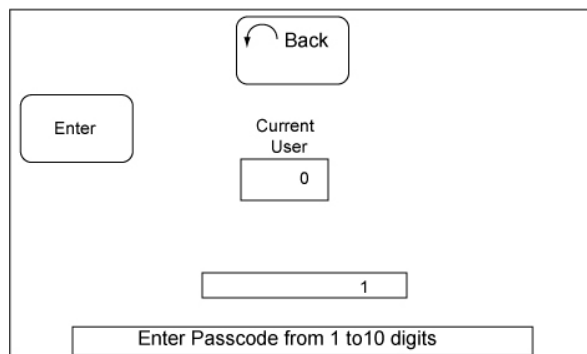 Back
Enter
Current
User
0
1
Enter Passcode from 1 to10 digits